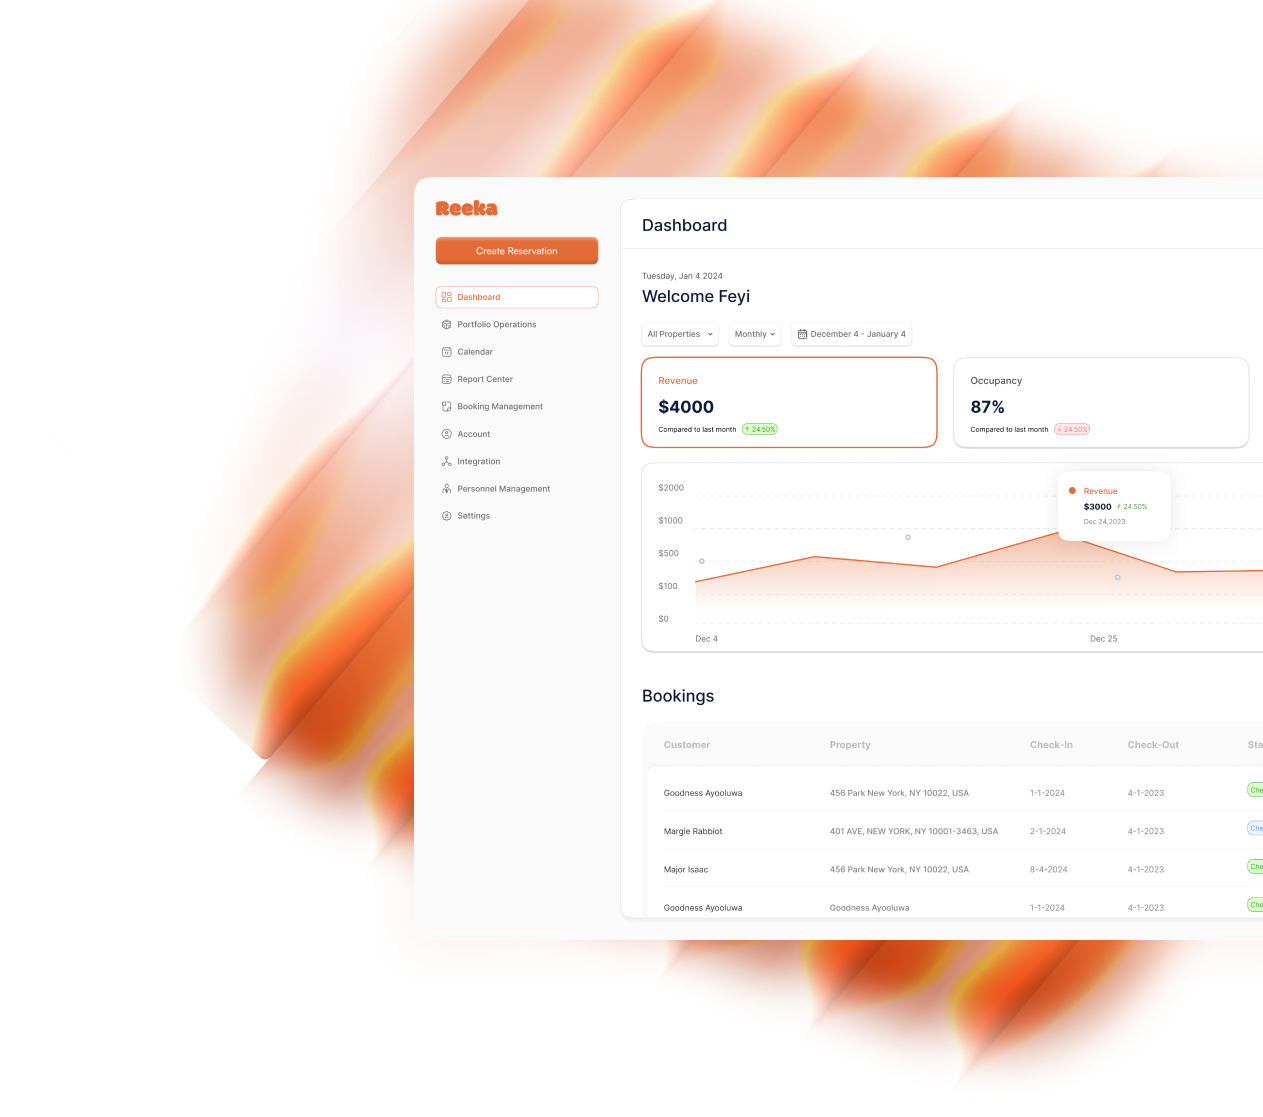 Reeka
Create Reservation
Dashboard
Portfolio Operations
Calendar
Report Center
Booking Management
Account
Integration
Personnel Management
Settings
Dashboard
Tuesday, Jan 4 2024
Welcome Feyi
All Properties
Monthly
December 4 - January 4
Revenue
$4000
Compared to last month 24.50%
Occupancy
87%
Compared to last month 24.50%
$2000
$1000
$500
$100
$0
Revenue
$3000 24.50%
Dec 24,2023
Dec 4 Dec 25
Bookings
Customer Property Check-In Check-Out Sta
Goodness Ayooluwa 456 Park New York, NY 10022, USA 1-1-2024 4-1-2023 Che
Margie Rabbiot 401 AVE, NEW YORK, NY 10001-3463, USA 2-1-2024 4-1-2023 Che
Major Isaac 456 Park New York, NY 10022, USA 8-4-2024 4-1-2023 Che
Goodness Ayooluwa Goodness Ayooluwa 1-1-2024 4-1-2023 Che